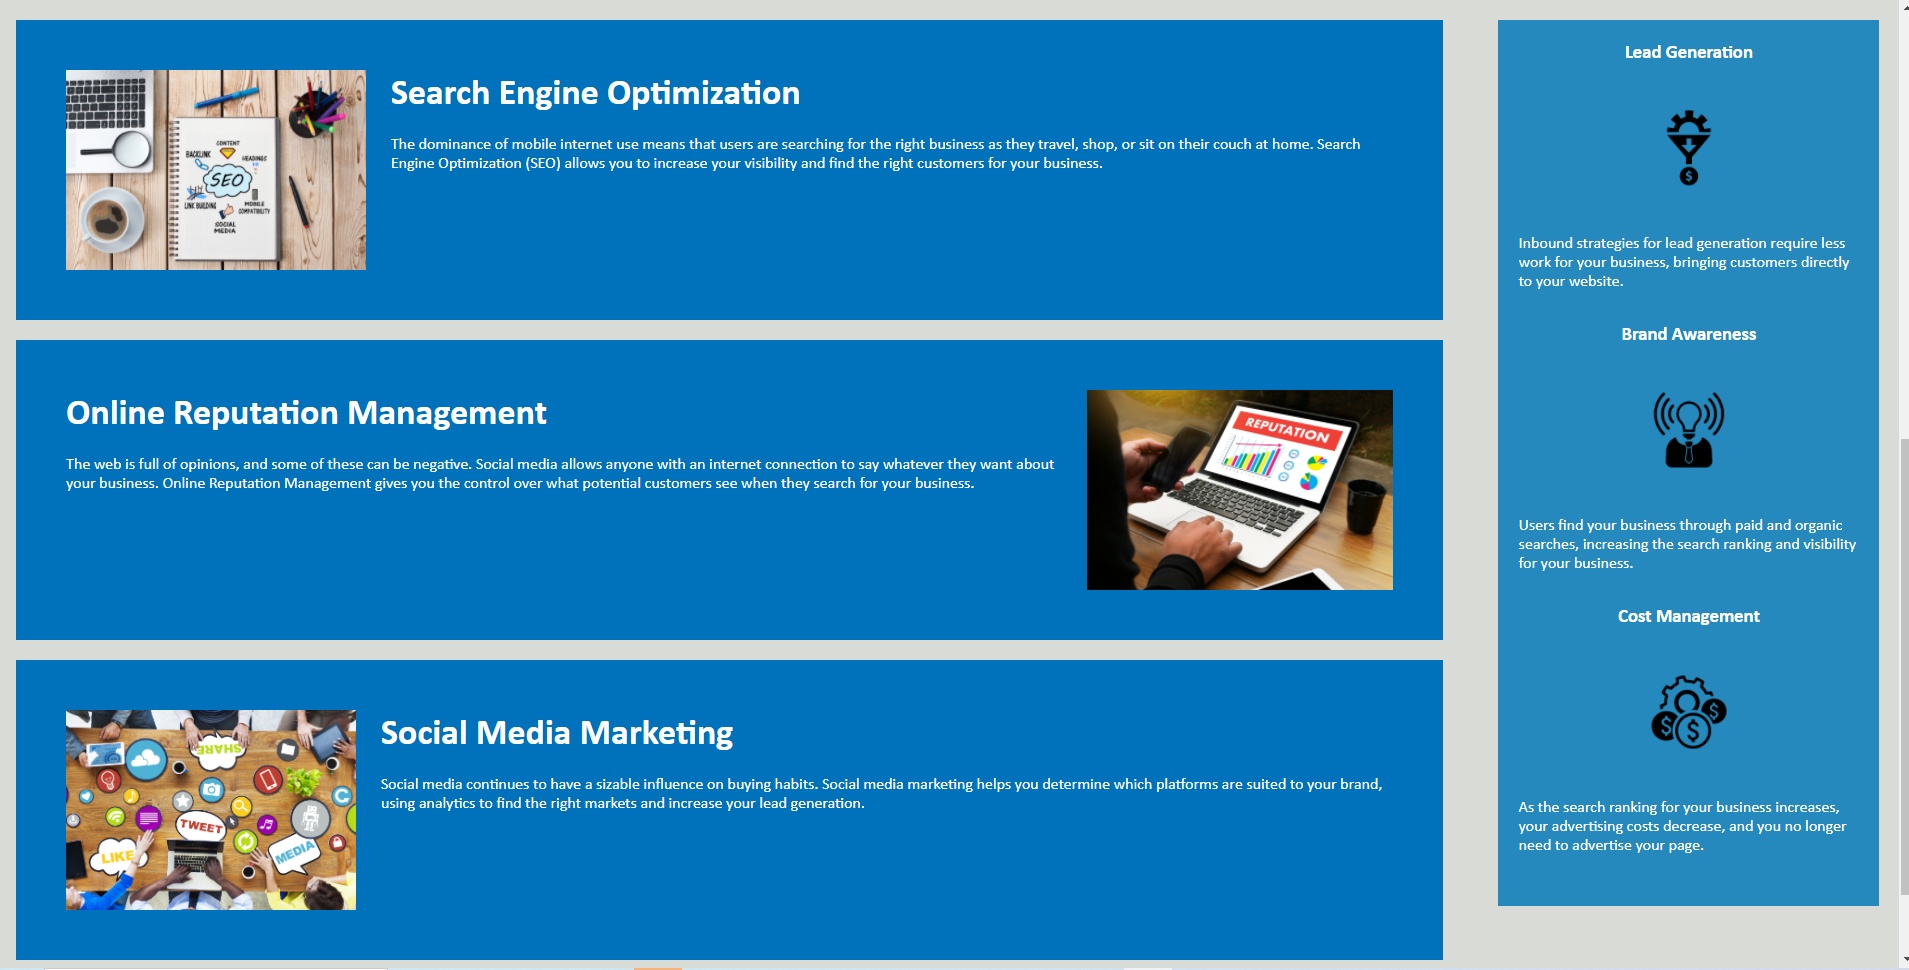 Search Engine Optimization
The dominance of mobile internet use means that users are searching for the right business as they travel, shop, or sit on their couch at home. Search
Engine Optimization (SEO) allows you to increase your visibility and find the right customers for your business.
CONTENT
BACKLINK
HEADINGS
SEO
LINK BUILDING
MOBILE
COMPATIBILITY
SOCIAL
MEDIA
Online Reputation Management
The web is full of opinions, and some of these can be negative. Social media allows anyone with an internet connection to say whatever they want about
your business. Online Reputation Management gives you the control over what potential customers see when they search for your business.
REPUTATION
Social Media Marketing
Social media continues to have a sizable influence on buying habits. Social media marketing helps you determine which platforms are suited to your brand,
using analytics to find the right markets and increase your lead generation.
SHARE
TWEET
LIKE
MEDIA
Lead Generation
$
Inbound strategies for lead generation require less
work for your business, bringing customers directly
to your website.
Brand Awareness
Users find your business through paid and organic
searches, increasing the search ranking and visibility
for your business.
Cost Management
$ $ $
As the search ranking for your business increases,
your advertising costs decrease, and you no longer
need to advertise your page.